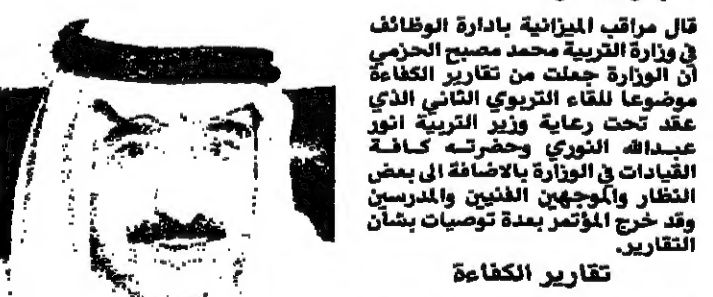 قال مراقب الميزانية بادارة الوظائف
في وزارة التربية محمد مصبح الحزمي
أن الوزارة جعلت من تقارير الكفاءة
موضوعا للقاء التربوي الثاني الذي
عقد تحت رعاية وزير التربية انور
عبدالله النوري وحضرته كافة
القيادات في الوزارة بالاضافة الى بعض
النظار والموجهين الفنيين والمدرسين
وقد خرج المؤتمر بعدة توصيات بشأن
التقارير.
تقارير الكفاءة